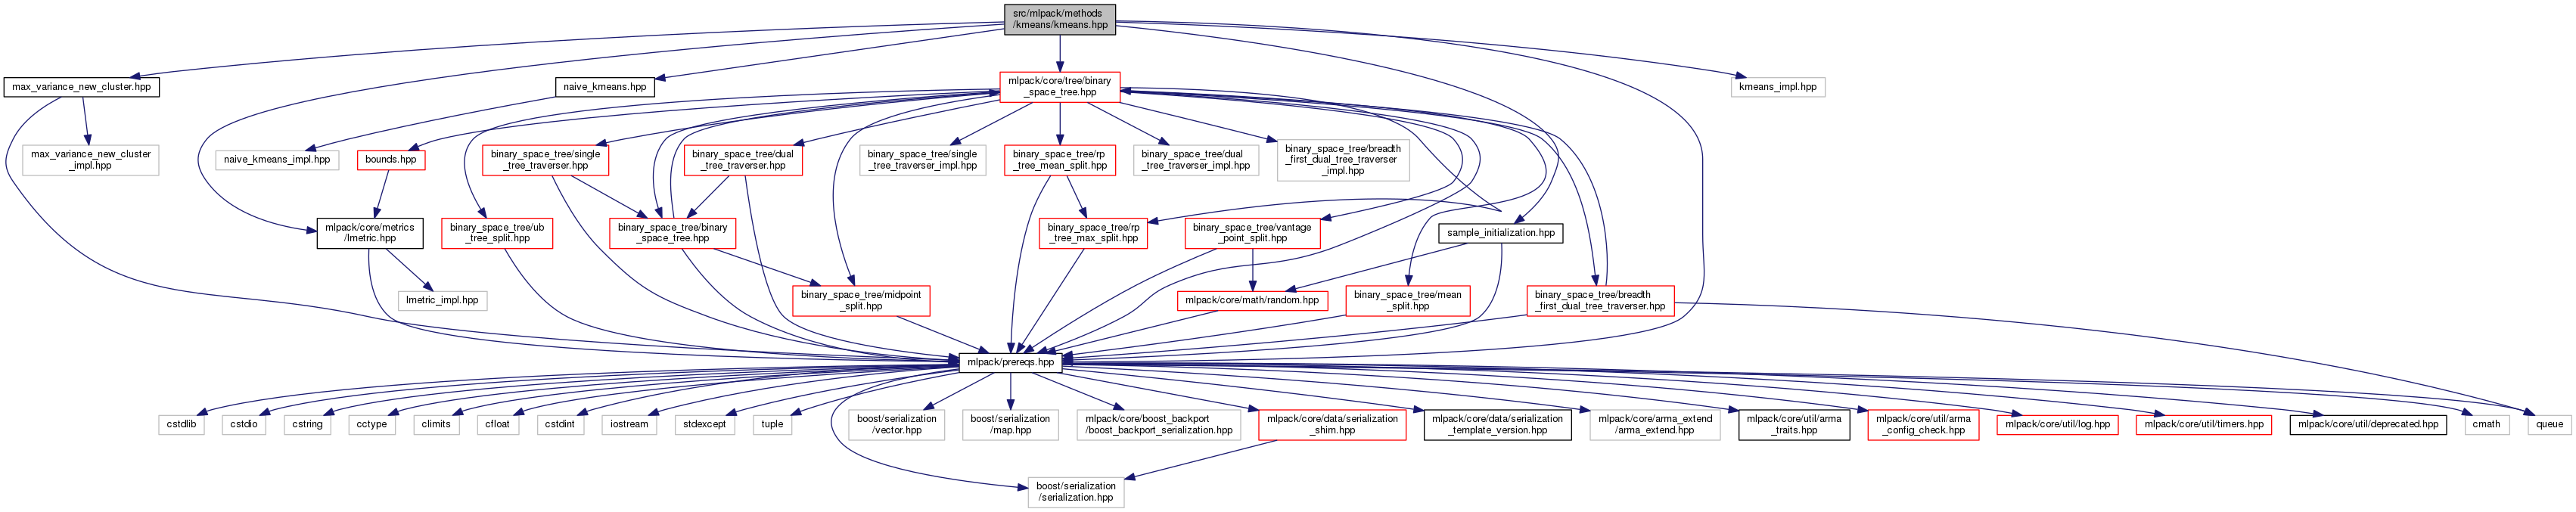 src/mlpack/methods
/kmeans/kmeans.hpp
max_variance_new_cluster.hpp
naive_kmeans.hpp
mlpack/core/tree/binary
_space_tree.hpp
kmeans_impl.hpp
max_variance_new_cluster
_impl.hpp
naive_kmeans_impl.hpp
bounds.hpp
binary_space_tree/single
_tree_traverser.hpp
binary_space_tree/dual
_tree_traverser.hpp
binary_space_tree/single
_tree_traverser_impl.hpp
binary_space_tree/rp
_tree_mean_split.hpp
binary_space_tree/dual
_tree_traverser_impl.hpp
binary_space_tree/breadth
_first_dual_tree_traverser
_impl.hpp
mlpack/core/metrics
/lmetric.hpp
binary_space_tree/ub
_tree_split.hpp
binary_space_tree/binary
_space_tree.hpp
binary_space_tree/rp
_tree_max_split.hpp
binary_space_tree/vantage
_point_split.hpp
sample_initialization.hpp
lmetric_impl.hpp
binary_space_tree/midpoint
_split.hpp
mlpack/core/math/random.hpp
binary_space_tree/mean
_split.hpp
binary_space_tree/breadth
_first_dual_tree_traverser.hpp
mlpack/prereqs.hpp
cstdlib
cstdio
cstring
cctype
climits
cfloat
cstdint
iostream
stdexcept
tuple
boost/serialization
/vector.hpp
boost/serialization
/map.hpp
mlpack/core/boost_backport
/boost_backport_serialization.hpp
mlpack/core/data/serialization
_shim.hpp
mlpack/core/data/serialization
_template_version.hpp
mlpack/core/arma_extend
/arma_extend.hpp
mlpack/core/util/arma
_traits.hpp
mlpack/core/util/arma
_config_check.hpp
mlpack/core/util/log.hpp
mlpack/core/util/timers.hpp
mlpack/core/util/deprecated.hpp
cmath
queue
boost/serialization
/serialization.hpp